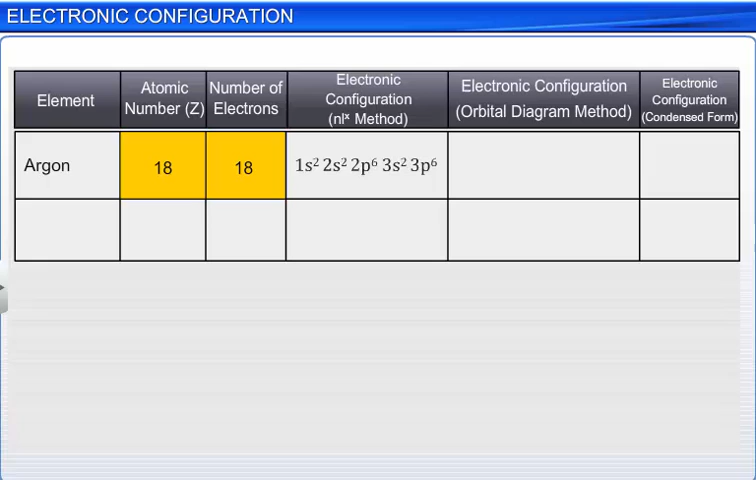 ELECTRONIC CONFIGURATION
Element
Atomic
Number (Z)
Number of
Electrons
Electronic
Configuration
(nlˣ Method)
Electronic Configuration
(Orbital Diagram Method)
Electronic
Configuration
(Condensed Form)
Argon
18
18
1s² 2s² 2p⁶ 3s² 3p⁶